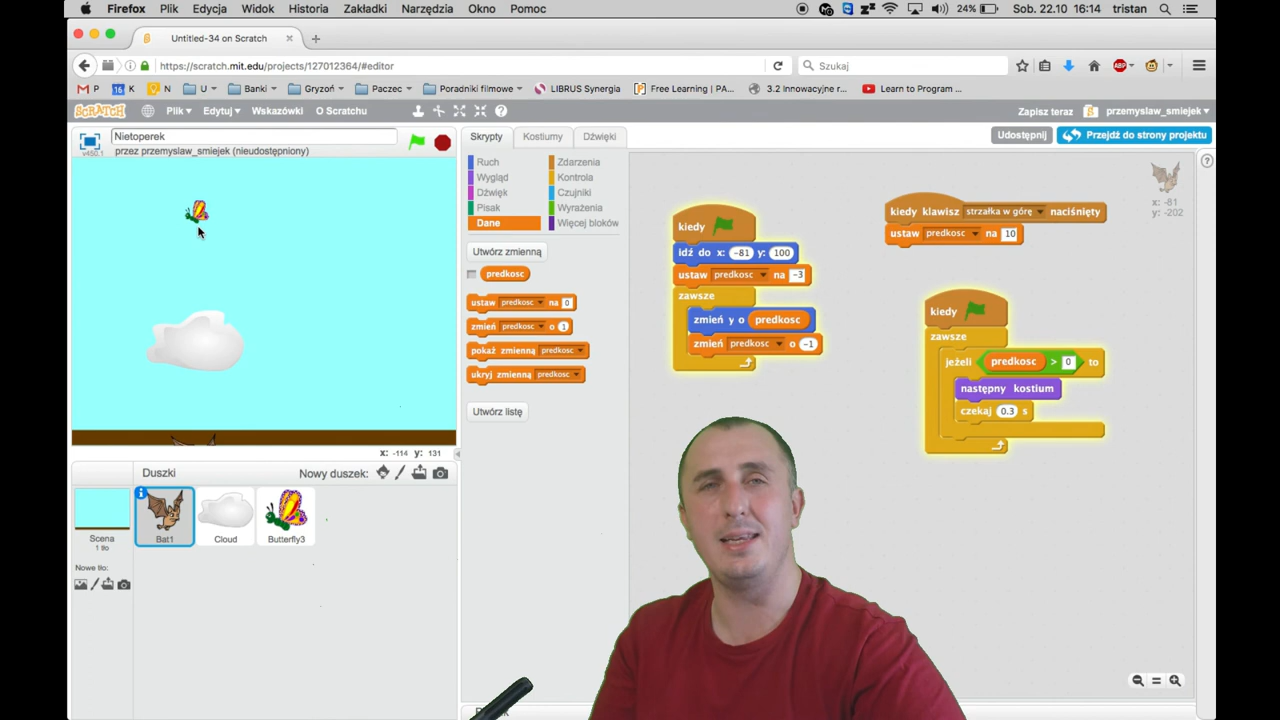 Firefox Plik Edycja Widok Historia Zakładki Narzędzia Okno Pomoc 24% Sob. 22.10 16:14 tristan
Untitled-34 on Scratch
https://scratch.mit.edu/projects/127012364/#editor Szukaj
P 16 K N U Banki Gryzoń Paczec Poradniki filmowe LIBRUS Synergia Free Learning | PA... 3.2 Innowacyjne r... Learn to Program ...
SCRATCH Plik Edytuj Wskazówki O Scratchu Zapisz teraz przemyslaw_smiejek
Nietoperek
przez przemyslaw_smiejek (nieudostępniony)
v450.1
Skrypty Kostiumy Dźwięki
Udostępnij Przejdź do strony projektu
Ruch Zdarzenia
Wygląd Kontrola
Dźwięk Czujniki
Pisak Wyrażenia
Dane Więcej bloków
Utwórz zmienną
predkosc
ustaw predkosc na 0
zmień predkosc o 1
pokaż zmienną predkosc
ukryj zmienną predkosc
Utwórz listę
kiedy
idź do x: -81 y: 100
ustaw predkosc na -3
zawsze
zmień y o predkosc
zmień predkosc o -1
kiedy klawisz strzałka w górę naciśnięty
ustaw predkosc na 10
kiedy
zawsze
jeżeli predkosc > 0 to
następny kostium
czekaj 0.3 s
x: -81
y: -202
x: -114 y: 131
Duszki Nowy duszek:
Scena
1 tło
Bat1 Cloud Butterfly3
Nowe tło: